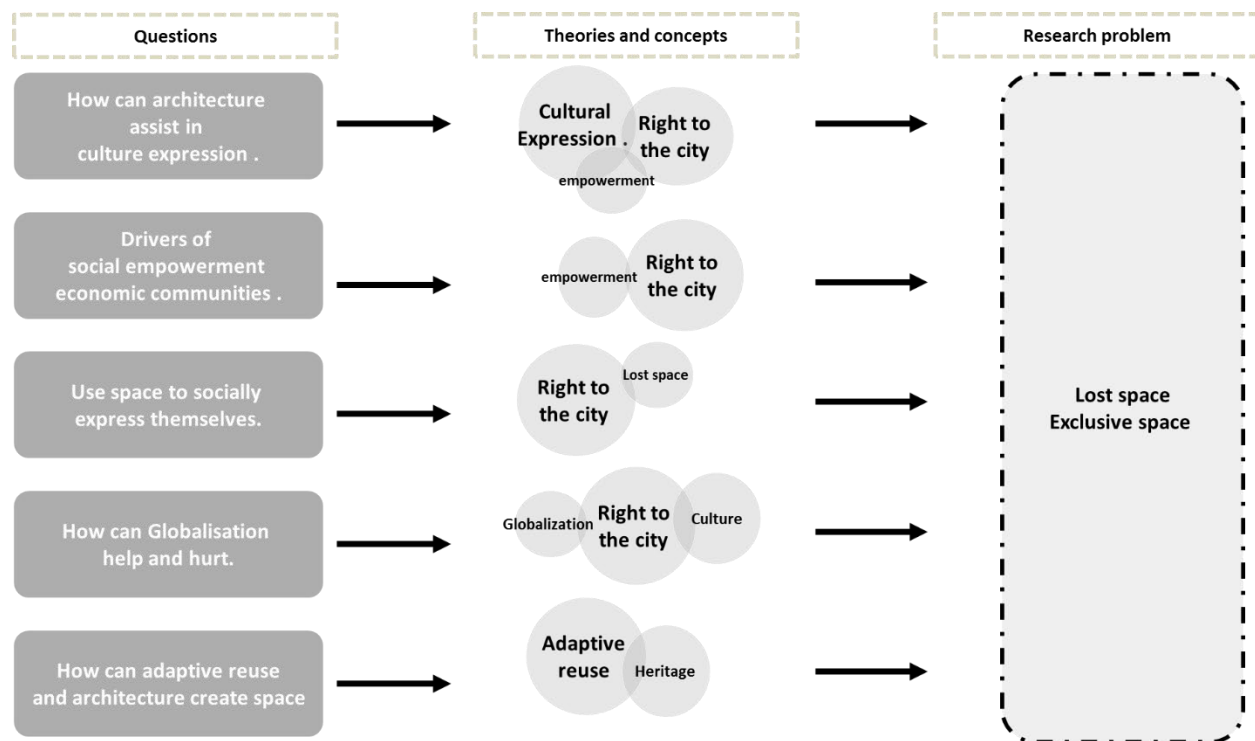 Questions
Theories and concepts
Research problem
How can architecture
assist in
culture expression .
Cultural
Expression .
Right to
the city
empowerment
Drivers of
social empowerment
economic communities .
empowerment
Right to
the city
Use space to socially
express themselves.
Right to
the city
Lost space
How can Globalisation
help and hurt.
Globalization
Right to
the city
Culture
How can adaptive reuse
and architecture create space
Adaptive
reuse
Heritage
Lost space
Exclusive space